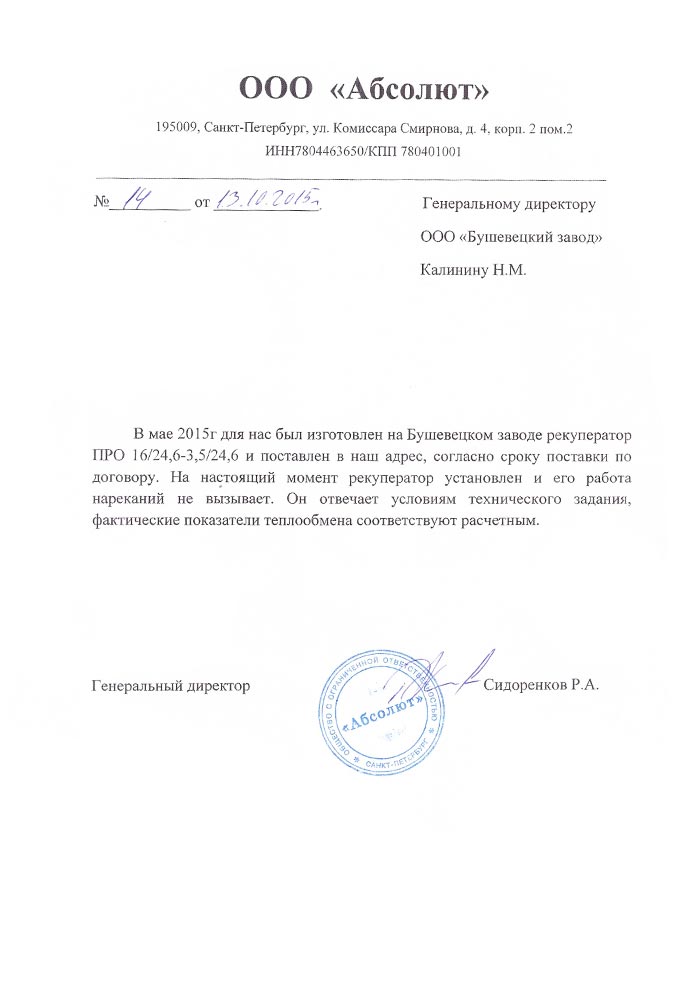 ООО «Абсолют»
195009, Санкт-Петербург, ул. Комиссара Смирнова, д. 4, корп. 2 пом.2
ИНН7804463650/КПП 780401001
№ 14 от 13.10.2015г.
Генеральному директору
ООО «Бушевецкий завод»
Калинину Н.М.
В мае 2015г для нас был изготовлен на Бушевецком заводе рекуператор
ПРО 16/24,6-3,5/24,6 и поставлен в наш адрес, согласно сроку поставки по
договору. На настоящий момент рекуператор установлен и его работа
нареканий не вызывает. Он отвечает условиям технического задания,
фактические показатели теплообмена соответствуют расчетным.
Генеральный директор
Сидоренков Р.А.
ОБЩЕСТВО С ОГРАНИЧЕННОЙ ОТВЕТСТВЕННОСТЬЮ
«Абсолют»
* САНКТ-ПЕТЕРБУРГ *